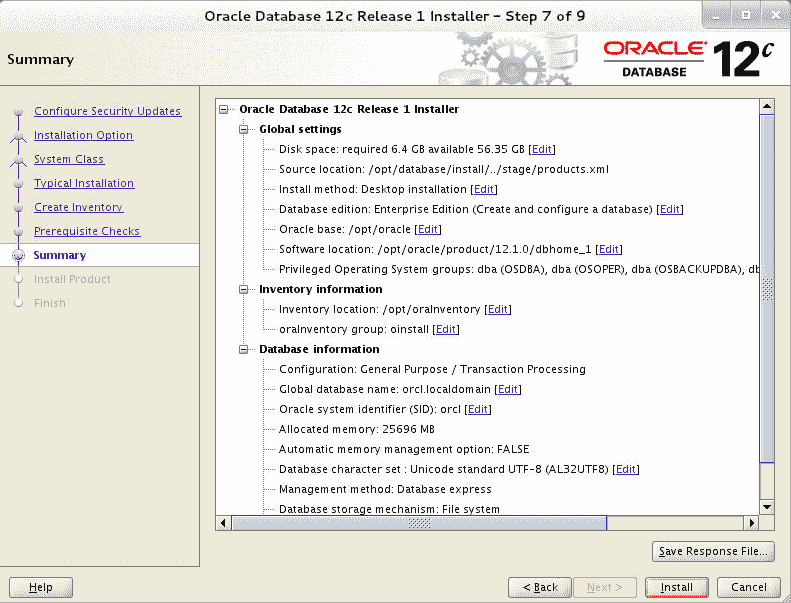 Oracle Database 12c Release 1 Installer - Step 7 of 9
Summary
ORACLE
DATABASE
12c
Configure Security Updates
Installation Option
System Class
Typical Installation
Create Inventory
Prerequisite Checks
Summary
Install Product
Finish
Oracle Database 12c Release 1 Installer
Global settings
Disk space: required 6.4 GB available 56.35 GB [Edit]
Source location: /opt/database/install/../stage/products.xml
Install method: Desktop installation [Edit]
Database edition: Enterprise Edition (Create and configure a database) [Edit]
Oracle base: /opt/oracle [Edit]
Software location: /opt/oracle/product/12.1.0/dbhome_1 [Edit]
Privileged Operating System groups: dba (OSDBA), dba (OSOPER), dba (OSBACKUPDBA), db
Inventory information
Inventory location: /opt/oraInventory [Edit]
oraInventory group: oinstall [Edit]
Database information
Configuration: General Purpose / Transaction Processing
Global database name: orcl.localdomain [Edit]
Oracle system identifier (SID): orcl [Edit]
Allocated memory: 25696 MB
Automatic memory management option: FALSE
Database character set : Unicode standard UTF-8 (AL32UTF8) [Edit]
Management method: Database express
Database storage mechanism: File system
Save Response File...
Help
< Back
Next >
Install
Cancel